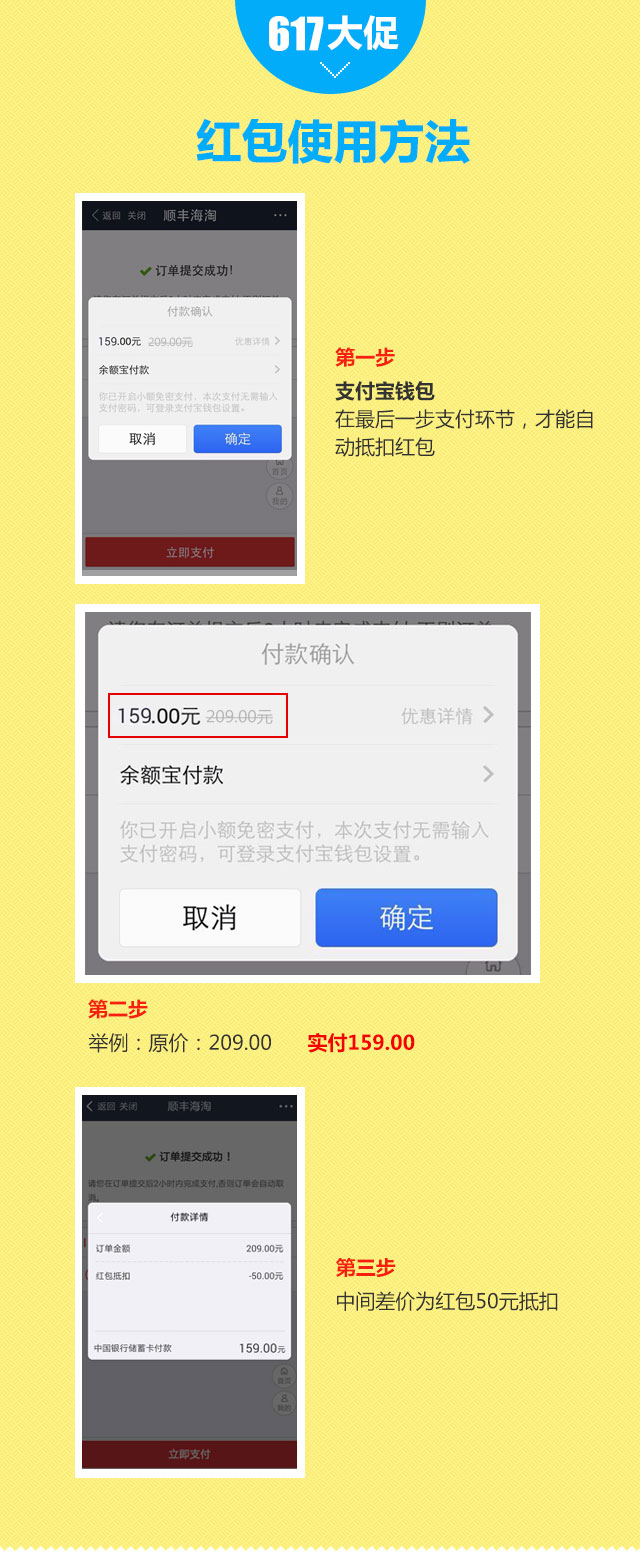 617大促
红包使用方法
返回 关闭 顺丰海淘
订单提交成功!
付款确认
159.00元 209.00元 优惠详情
余额宝付款
你已开启小额免密支付，本次支付无需输入
支付密码，可登录支付宝钱包设置。
取消 确定
首页
我的
立即支付
第一步
支付宝钱包
在最后一步支付环节，才能自
动抵扣红包
付款确认
159.00元 209.00元 优惠详情
余额宝付款
你已开启小额免密支付，本次支付无需输入
支付密码，可登录支付宝钱包设置。
取消 确定
第二步
举例：原价：209.00 实付159.00
返回 关闭 顺丰海淘
订单提交成功！
请您在订单提交后2小时内完成支付,否则订单会自动取
消。
付款详情
订单金额 209.00元
红包抵扣 -50.00元
中国银行储蓄卡付款 159.00元
首页
我的
立即支付
第三步
中间差价为红包50元抵扣